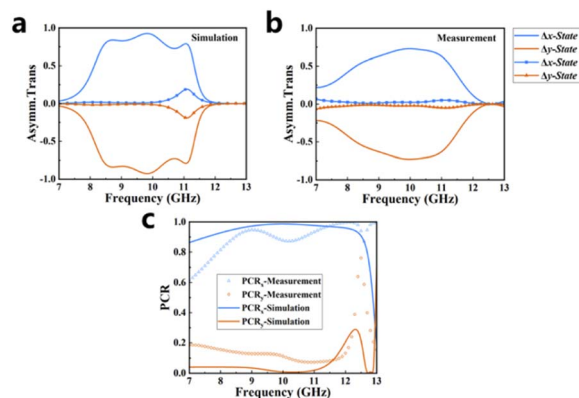 a
Simulation
Asymm.Trans
1.0
0.5
0.0
-0.5
-1.0
7 8 9 10 11 12 13
Frequency (GHz)
b
Measurement
Asymm.Trans
1.0
0.5
0.0
-0.5
-1.0
7 8 9 10 11 12 13
Frequency (GHz)
Δx-State
Δy-State
Δx-State
Δy-State
c
PCR
1.0
0.8
0.6
0.4
0.2
0.0
PCRx-Measurement
PCRy-Measurement
PCRx-Simulation
PCRy-Simulation
7 8 9 10 11 12 13
Frequency (GHz)